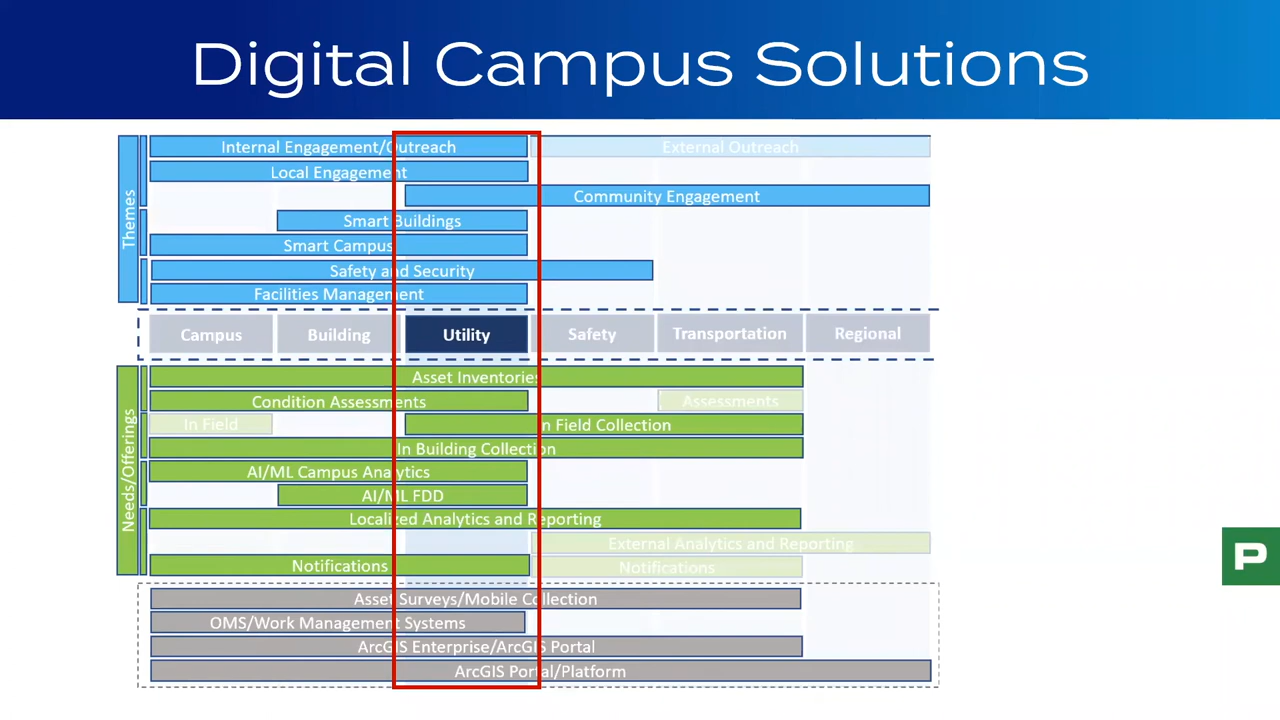 Digital Campus Solutions
Themes
Internal Engagement/Outreach
External Outreach
Local Engagement
Community Engagement
Smart Buildings
Smart Campus
Safety and Security
Facilities Management
Campus
Building
Utility
Safety
Transportation
Regional
Needs/Offerings
Asset Inventories
Condition Assessments
Assessments
In Field
In Field Collection
In Building Collection
AI/ML Campus Analytics
AI/ML FDD
Localized Analytics and Reporting
External Analytics and Reporting
Notifications
Notifications
Asset Surveys/Mobile Collection
OMS/Work Management Systems
ArcGIS Enterprise/ArcGIS Portal
ArcGIS Portal/Platform
P